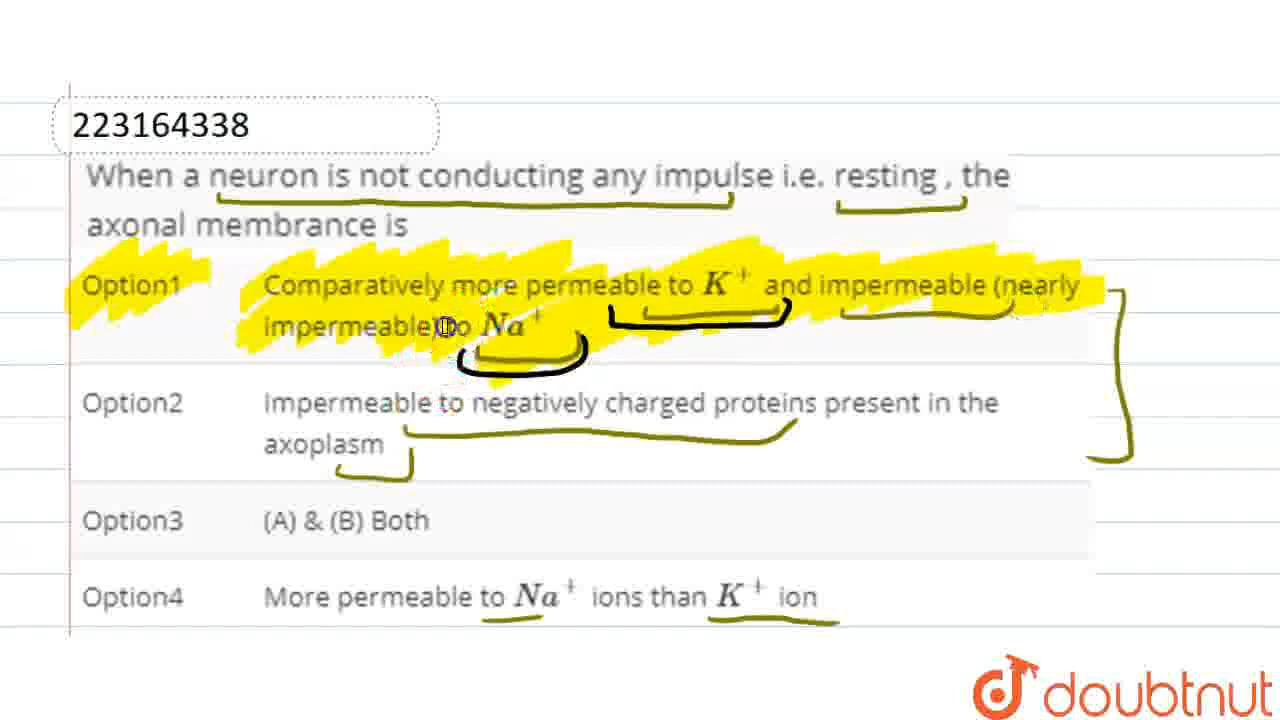 223164338
When a neuron is not conducting any impulse i.e. resting , the
axonal membrance is
Option1 Comparatively more permeable to K⁺ and impermeable (nearly
impermeable) to Na⁺
Option2 Impermeable to negatively charged proteins present in the
axoplasm
Option3 (A) & (B) Both
Option4 More permeable to Na⁺ ions than K⁺ ion
doubtnut